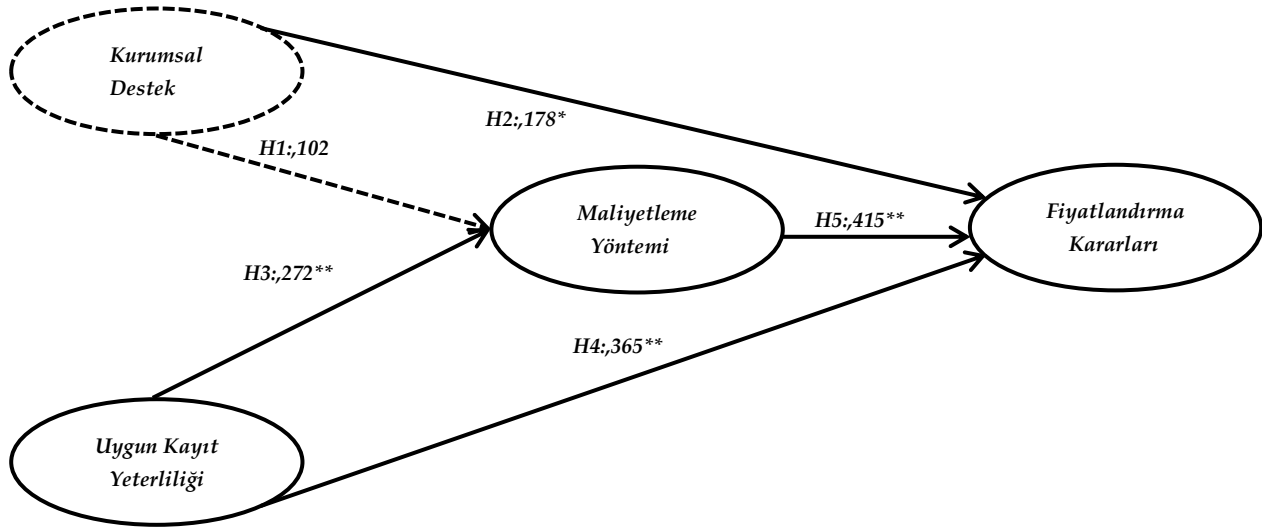 Kurumsal
Destek
H2:,178*
H1:,102
Maliyetleme
Yöntemi
H5:,415**
Fiyatlandırma
Kararları
H3:,272**
H4:,365**
Uygun Kayıt
Yeterliliği